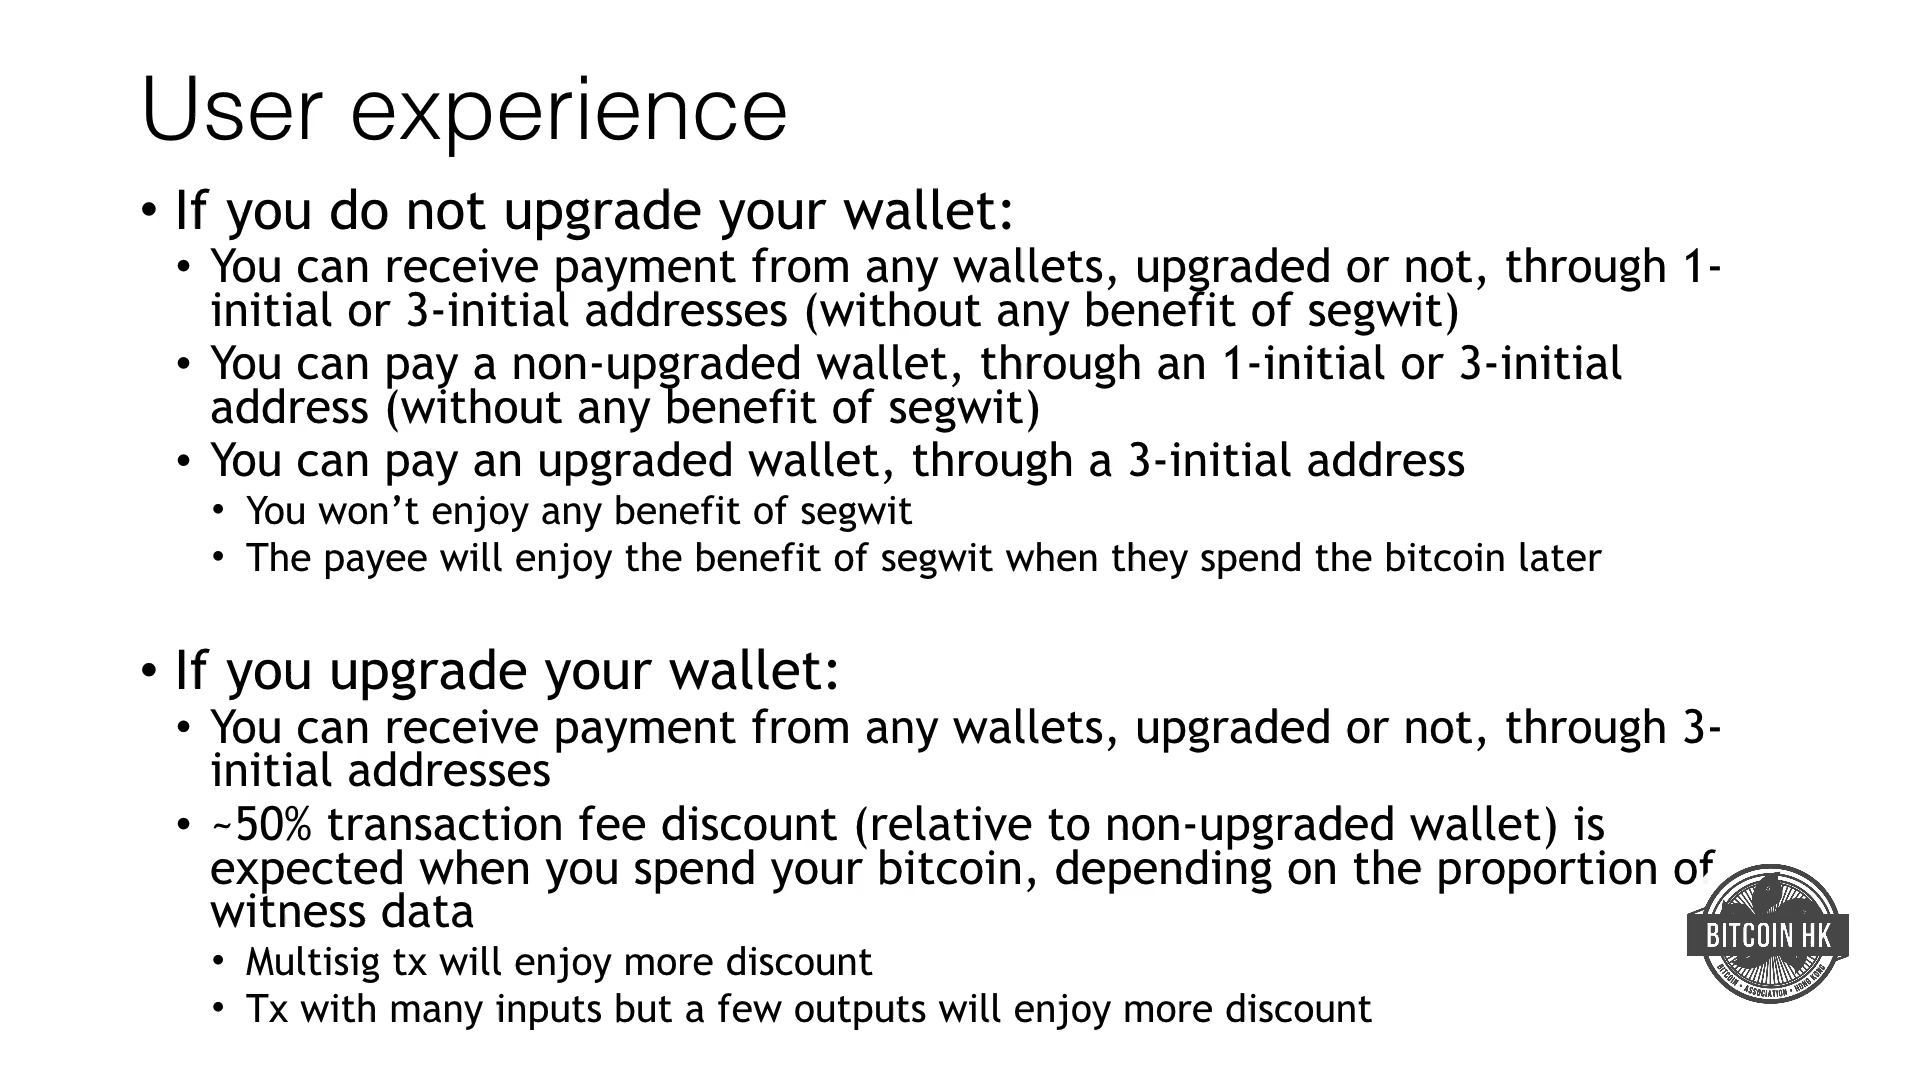 User experience
• If you do not upgrade your wallet:
• You can receive payment from any wallets, upgraded or not, through 1-
initial or 3-initial addresses (without any benefit of segwit)
• You can pay a non-upgraded wallet, through an 1-initial or 3-initial
address (without any benefit of segwit)
• You can pay an upgraded wallet, through a 3-initial address
• You won’t enjoy any benefit of segwit
• The payee will enjoy the benefit of segwit when they spend the bitcoin later
• If you upgrade your wallet:
• You can receive payment from any wallets, upgraded or not, through 3-
initial addresses
• ~50% transaction fee discount (relative to non-upgraded wallet) is
expected when you spend your bitcoin, depending on the proportion of
witness data
• Multisig tx will enjoy more discount
• Tx with many inputs but a few outputs will enjoy more discount
BITCOIN HK
BITCOIN • ASSOCIATION • HONG KONG